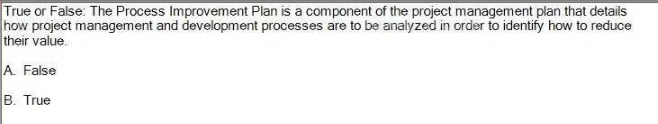 True or False: The Process Improvement Plan is a component of the project management plan that details
how project management and development processes are to be analyzed in order to identify how to reduce
their value.
A. False
B. True